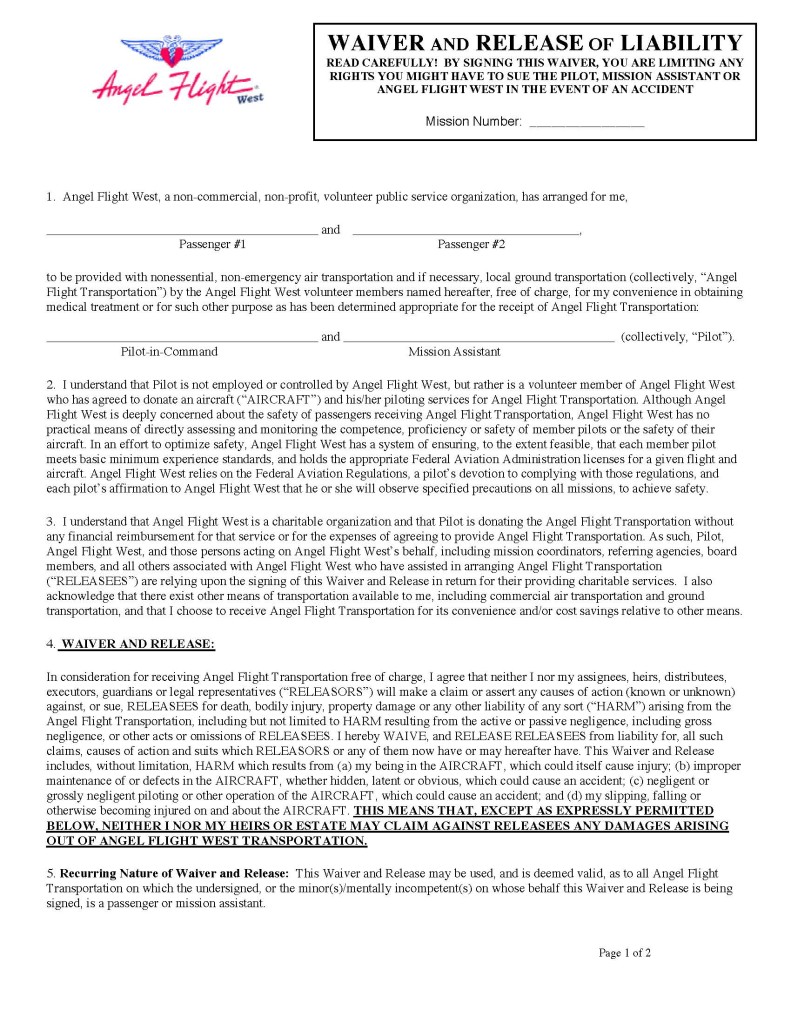 Angel Flight
West
WAIVER AND RELEASE OF LIABILITY
READ CAREFULLY! BY SIGNING THIS WAIVER, YOU ARE LIMITING ANY
RIGHTS YOU MIGHT HAVE TO SUE THE PILOT, MISSION ASSISTANT OR
ANGEL FLIGHT WEST IN THE EVENT OF AN ACCIDENT
Mission Number: ________________
1. Angel Flight West, a non-commercial, non-profit, volunteer public service organization, has arranged for me,
___________________________________________ and ____________________________________,
Passenger #1 Passenger #2
to be provided with nonessential, non-emergency air transportation and if necessary, local ground transportation (collectively, “Angel
Flight Transportation”) by the Angel Flight West volunteer members named hereafter, free of charge, for my convenience in obtaining
medical treatment or for such other purpose as has been determined appropriate for the receipt of Angel Flight Transportation:
___________________________________________ and ___________________________________________ (collectively, “Pilot”).
Pilot-in-Command Mission Assistant
2. I understand that Pilot is not employed or controlled by Angel Flight West, but rather is a volunteer member of Angel Flight West
who has agreed to donate an aircraft (“AIRCRAFT”) and his/her piloting services for Angel Flight Transportation. Although Angel
Flight West is deeply concerned about the safety of passengers receiving Angel Flight Transportation, Angel Flight West has no
practical means of directly assessing and monitoring the competence, proficiency or safety of member pilots or the safety of their
aircraft. In an effort to optimize safety, Angel Flight West has a system of ensuring, to the extent feasible, that each member pilot
meets basic minimum experience standards, and holds the appropriate Federal Aviation Administration licenses for a given flight and
aircraft. Angel Flight West relies on the Federal Aviation Regulations, a pilot’s devotion to complying with those regulations, and
each pilot’s affirmation to Angel Flight West that he or she will observe specified precautions on all missions, to achieve safety.
3. I understand that Angel Flight West is a charitable organization and that Pilot is donating the Angel Flight Transportation without
any financial reimbursement for that service or for the expenses of agreeing to provide Angel Flight Transportation. As such, Pilot,
Angel Flight West, and those persons acting on Angel Flight West’s behalf, including mission coordinators, referring agencies, board
members, and all others associated with Angel Flight West who have assisted in arranging Angel Flight Transportation
(“RELEASEES”) are relying upon the signing of this Waiver and Release in return for their providing charitable services. I also
acknowledge that there exist other means of transportation available to me, including commercial air transportation and ground
transportation, and that I choose to receive Angel Flight Transportation for its convenience and/or cost savings relative to other means.
4. WAIVER AND RELEASE:
In consideration for receiving Angel Flight Transportation free of charge, I agree that neither I nor my assignees, heirs, distributees,
executors, guardians or legal representatives (“RELEASORS”) will make a claim or assert any causes of action (known or unknown)
against, or sue, RELEASEES for death, bodily injury, property damage or any other liability of any sort (“HARM”) arising from the
Angel Flight Transportation, including but not limited to HARM resulting from the active or passive negligence, including gross
negligence, or other acts or omissions of RELEASEES. I hereby WAIVE, and RELEASE RELEASEES from liability for, all such
claims, causes of action and suits which RELEASORS or any of them now have or may hereafter have. This Waiver and Release
includes, without limitation, HARM which results from (a) my being in the AIRCRAFT, which could itself cause injury; (b) improper
maintenance of or defects in the AIRCRAFT, whether hidden, latent or obvious, which could cause an accident; (c) negligent or
grossly negligent piloting or other operation of the AIRCRAFT, which could cause an accident; and (d) my slipping, falling or
otherwise becoming injured on and about the AIRCRAFT. THIS MEANS THAT, EXCEPT AS EXPRESSLY PERMITTED
BELOW, NEITHER I NOR MY HEIRS OR ESTATE MAY CLAIM AGAINST RELEASEES ANY DAMAGES ARISING
OUT OF ANGEL FLIGHT WEST TRANSPORTATION.
5. Recurring Nature of Waiver and Release: This Waiver and Release may be used, and is deemed valid, as to all Angel Flight
Transportation on which the undersigned, or the minor(s)/mentally incompetent(s) on whose behalf this Waiver and Release is being
signed, is a passenger or mission assistant.
Page 1 of 2